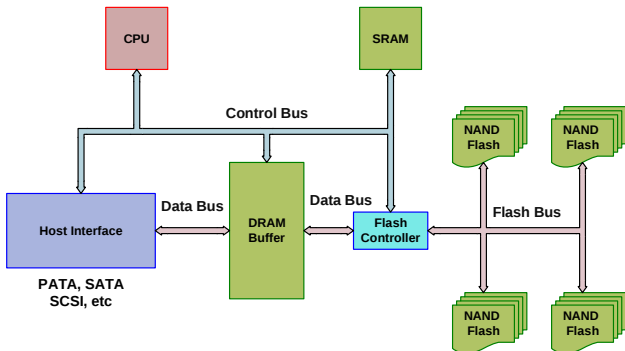 CPU
SRAM
Control Bus
NAND
Flash
NAND
Flash
Data Bus
Data Bus
Flash Bus
Host Interface
DRAM
Buffer
Flash
Controller
PATA, SATA
SCSI, etc
NAND
Flash
NAND
Flash